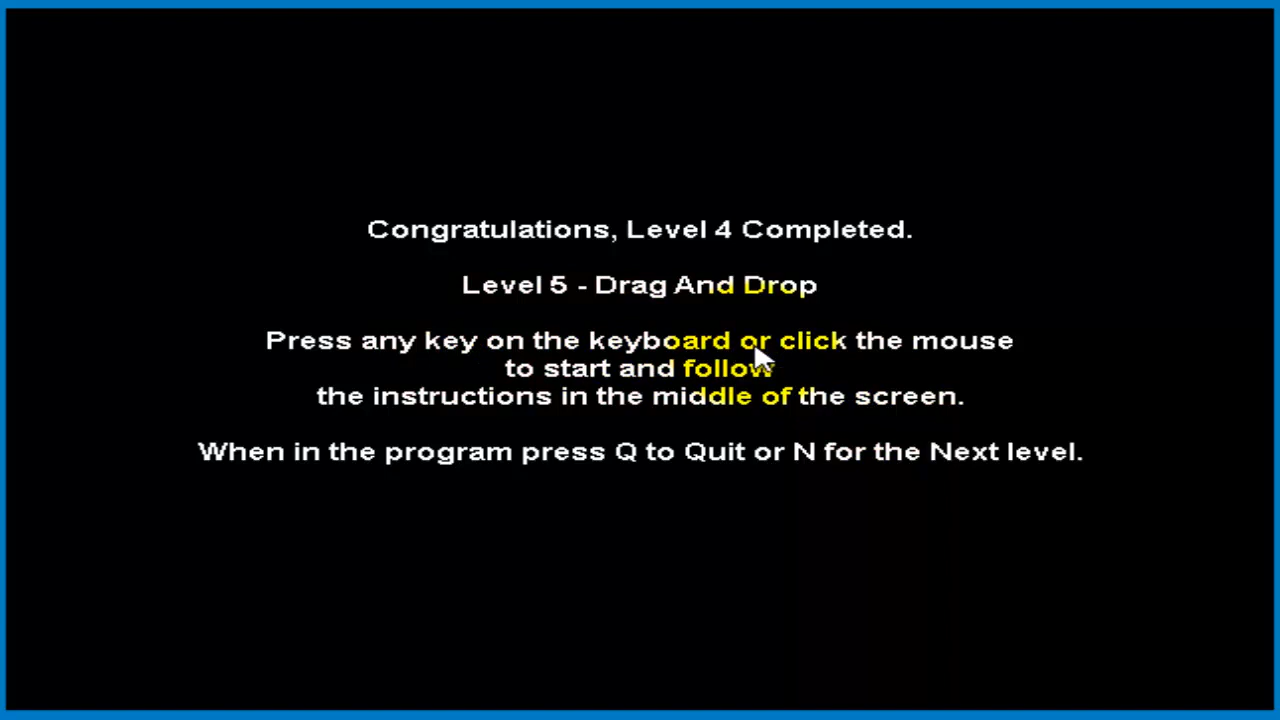 Congratulations, Level 4 Completed.
Level 5 - Drag And Drop
Press any key on the keyboard or click the mouse
to start and follow
the instructions in the middle of the screen.
When in the program press Q to Quit or N for the Next level.